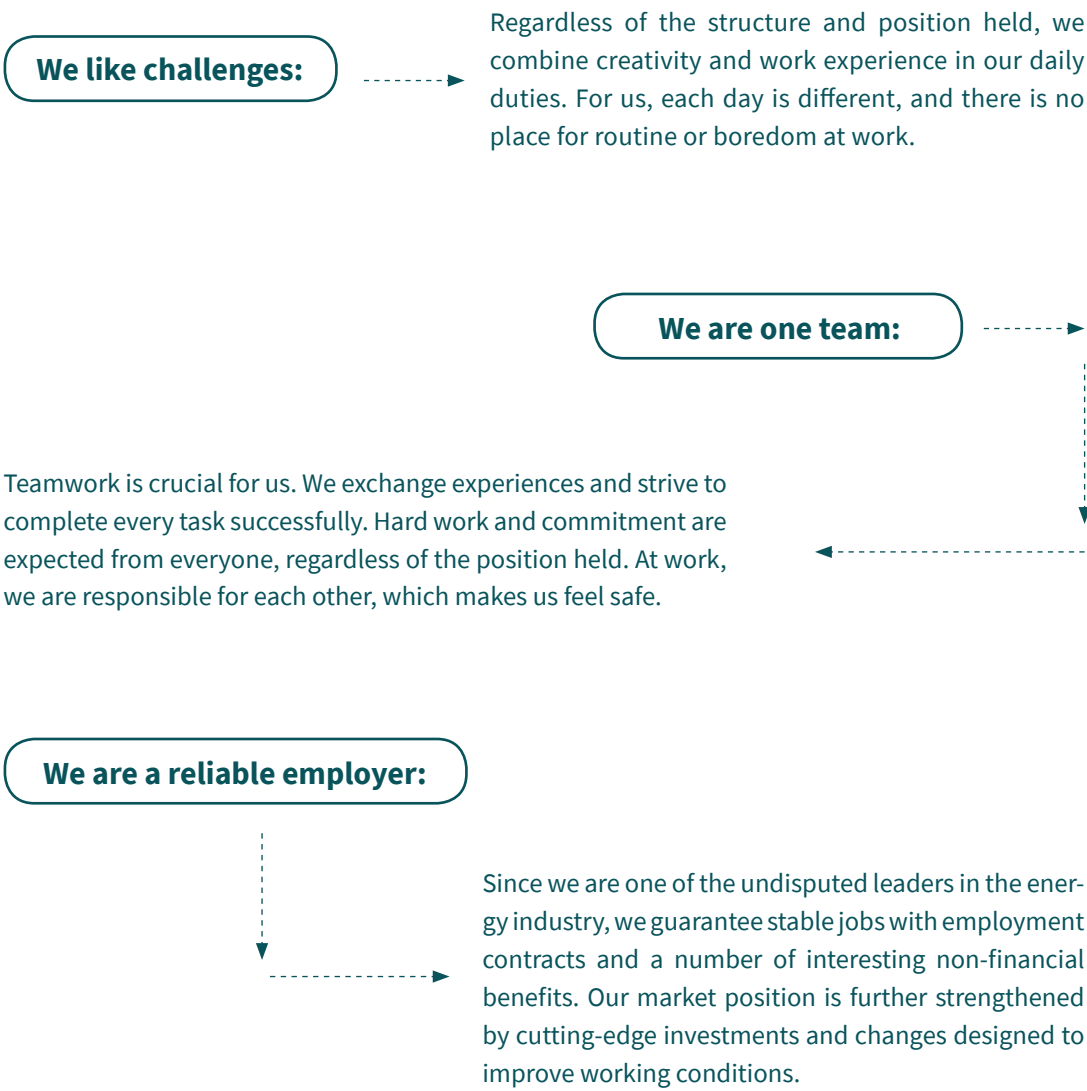 We like challenges:
Regardless of the structure and position held, we
combine creativity and work experience in our daily
duties. For us, each day is different, and there is no
place for routine or boredom at work.
We are one team:
Teamwork is crucial for us. We exchange experiences and strive to
complete every task successfully. Hard work and commitment are
expected from everyone, regardless of the position held. At work,
we are responsible for each other, which makes us feel safe.
We are a reliable employer:
Since we are one of the undisputed leaders in the ener-
gy industry, we guarantee stable jobs with employment
contracts and a number of interesting non-financial
benefits. Our market position is further strengthened
by cutting-edge investments and changes designed to
improve working conditions.